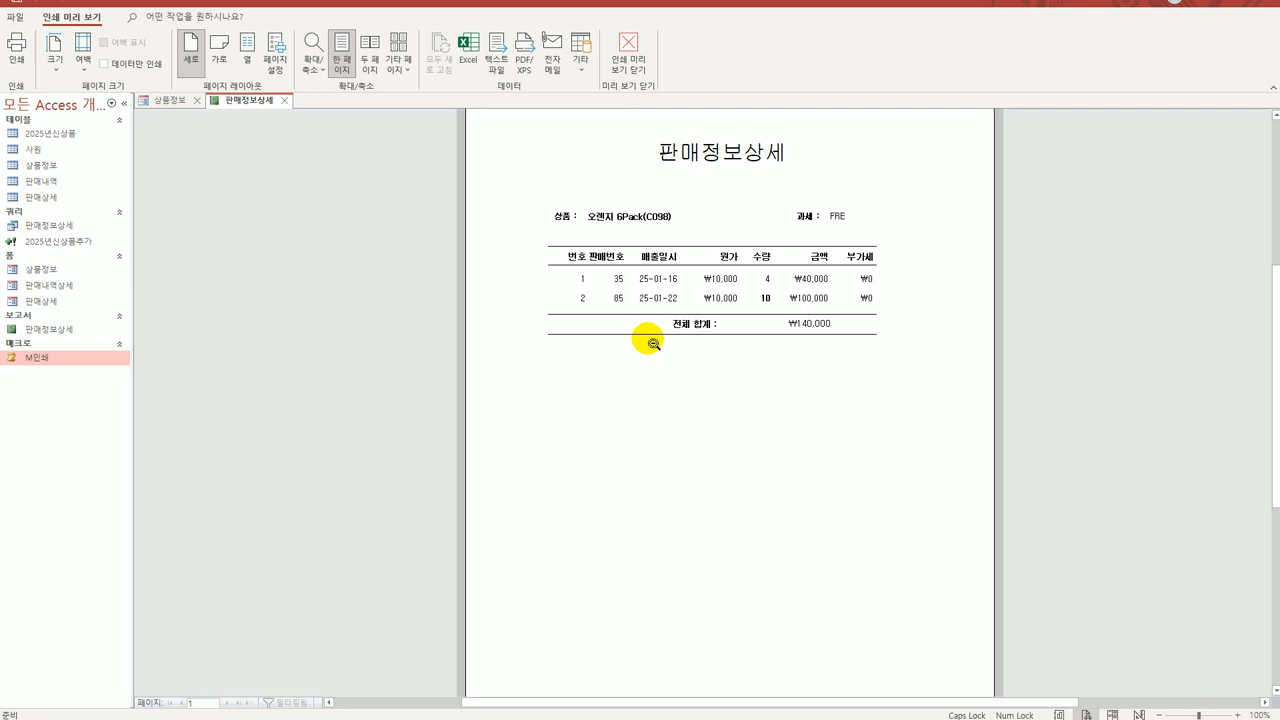 파일 인쇄 미리 보기 어떤 작업을 원하시나요?
인쇄 크기 여백 여백 표시 데이터만 인쇄 세로 가로 열 페이지 설정 확대/축소 한 페이지 두 페이지 기타 페이지 모두 새로 고침 Excel 텍스트 파일 PDF/XPS 전자 메일 기타 인쇄 미리 보기 닫기
인쇄 페이지 크기 페이지 레이아웃 확대/축소 데이터 미리 보기 닫기
모든 Access 개...
상품정보 판매정보상세
테이블
2025년신상품
사원
상품정보
판매내역
판매상세
쿼리
판매정보상세
2025년신상품추가
폼
상품정보
판매내역상세
판매상세
보고서
판매정보상세
매크로
M인쇄
판매정보상세
상품 : 오렌지 6Pack(C098) 과세 : FRE
번호 판매번호 매출일시 원가 수량 금액 부가세
1 35 25-01-16 ₩10,000 4 ₩40,000 ₩0
2 85 25-01-22 ₩10,000 10 ₩100,000 ₩0
전체 합계 : ₩140,000
페이지: 1 필터링됨
준비 Caps Lock Num Lock 100%